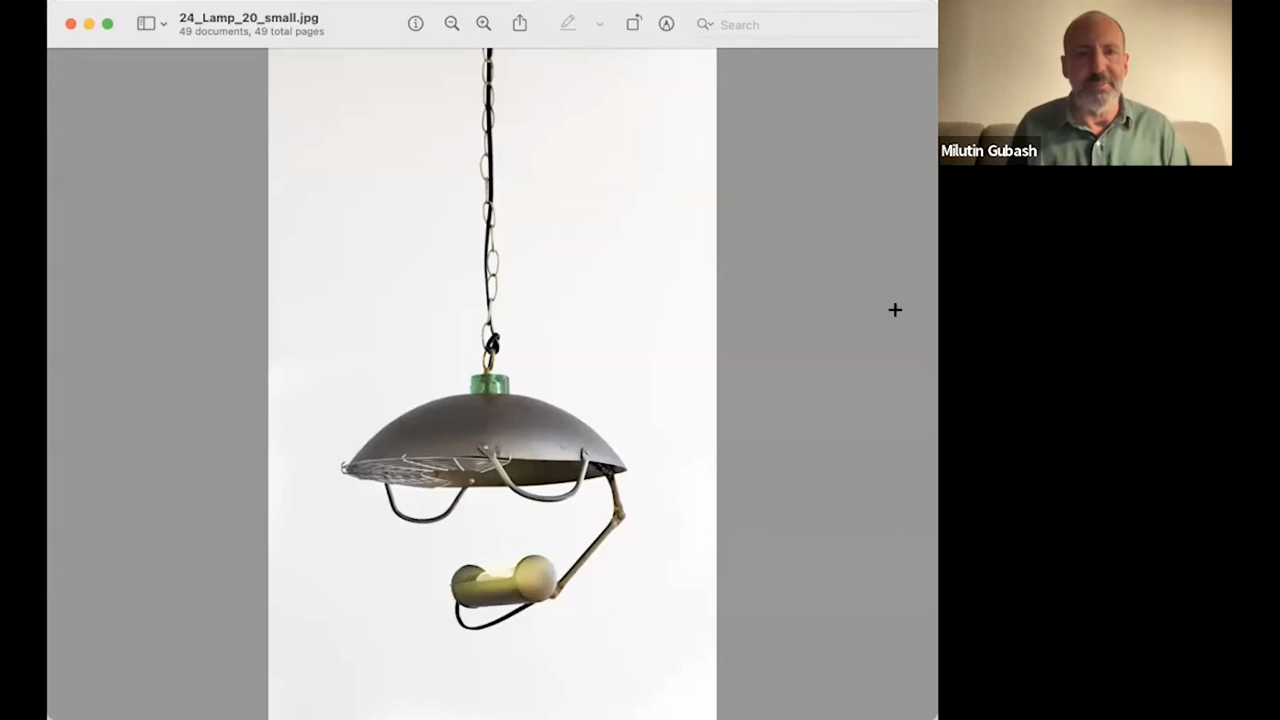 24_Lamp_20_small.jpg
49 documents, 49 total pages
Search
Milutin Gubash